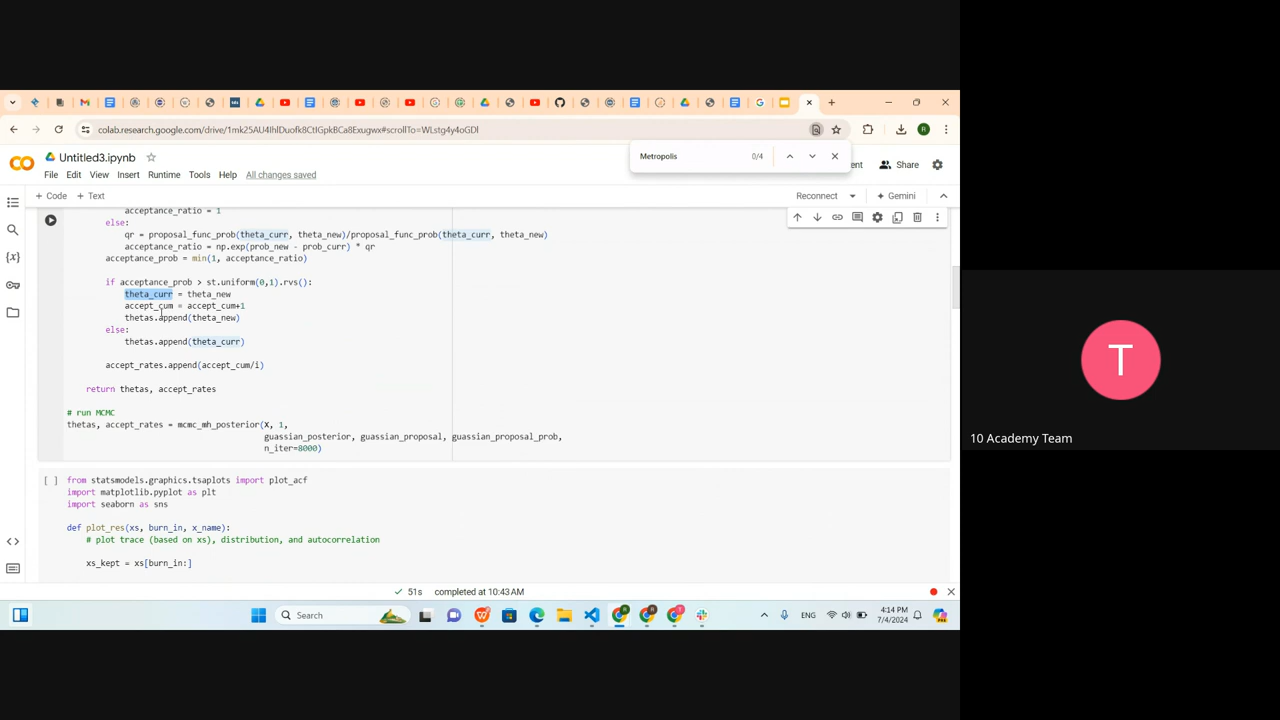 colab.research.google.com/drive/1mk25AU4IhlDuofk8CtIGpkBCa8Exugwx#scrollTo=WLstg4y4oGDl
Metropolis 0/4
Untitled3.ipynb
Share
File Edit View Insert Runtime Tools Help All changes saved
+ Code + Text Reconnect Gemini
acceptance_ratio = 1
else:
qr = proposal_func_prob(theta_curr, theta_new)/proposal_func_prob(theta_curr, theta_new)
acceptance_ratio = np.exp(prob_new - prob_curr) * qr
acceptance_prob = min(1, acceptance_ratio)
if acceptance_prob > st.uniform(0,1).rvs():
theta_curr = theta_new
accept_cum = accept_cum+1
thetas.append(theta_new)
else:
thetas.append(theta_curr)
accept_rates.append(accept_cum/i)
return thetas, accept_rates
# run MCMC
thetas, accept_rates = mcmc_mh_posterior(X, 1,
guassian_posterior, guassian_proposal, guassian_proposal_prob,
n_iter=8000)
[ ] from statsmodels.graphics.tsaplots import plot_acf
import matplotlib.pyplot as plt
import seaborn as sns
def plot_res(xs, burn_in, x_name):
# plot trace (based on xs), distribution, and autocorrelation
xs_kept = xs[burn_in:]
51s completed at 10:43 AM
Search
ENG
4:14 PM
7/4/2024
T
10 Academy Team